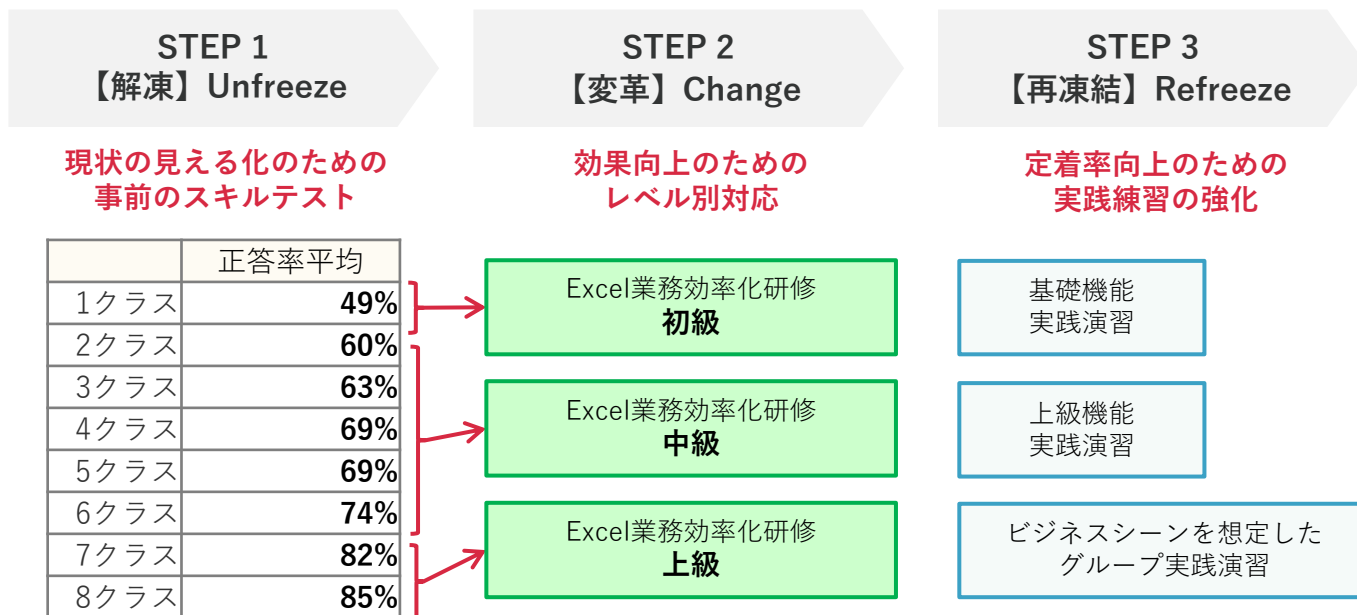 STEP 1
【解凍】Unfreeze
STEP 2
【変革】Change
STEP 3
【再凍結】Refreeze
現状の見える化のための
事前のスキルテスト
効果向上のための
レベル別対応
定着率向上のための
実践練習の強化
正答率平均
1クラス 49%
2クラス 60%
3クラス 63%
4クラス 69%
5クラス 69%
6クラス 74%
7クラス 82%
8クラス 85%
Excel業務効率化研修
初級
Excel業務効率化研修
中級
Excel業務効率化研修
上級
基礎機能
実践演習
上級機能
実践演習
ビジネスシーンを想定した
グループ実践演習